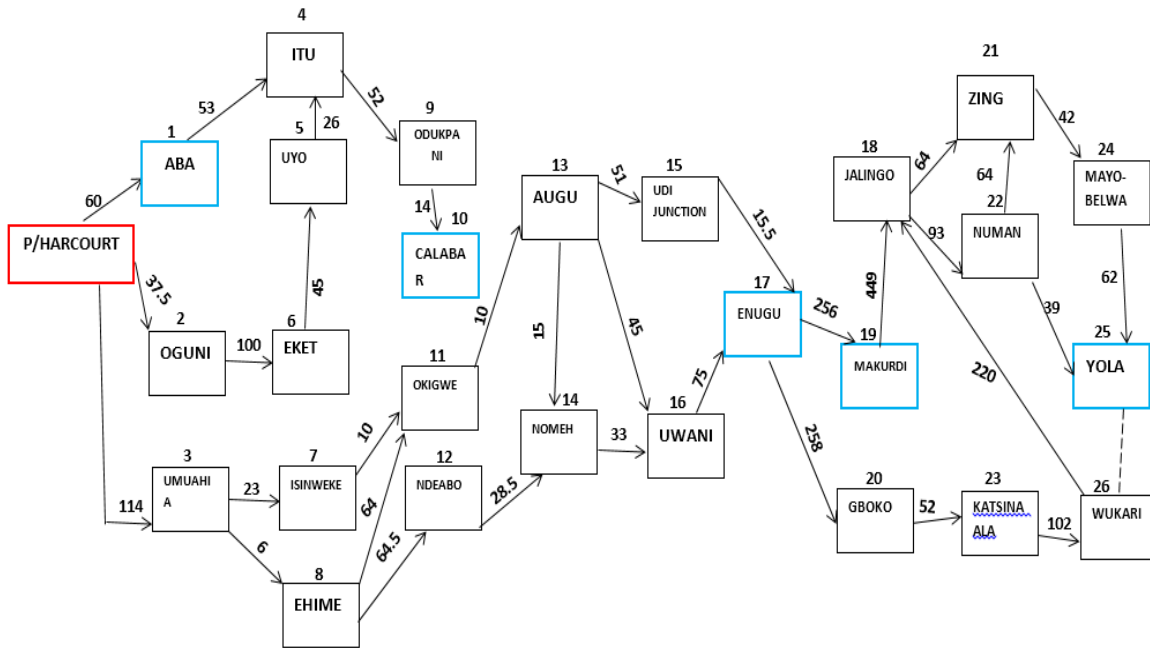 4
ITU
53
26
52
1
ABA
5
UYO
9
ODUKPA
NI
60
14
10
CALABA
R
P/HARCOURT
37.5
45
2
OGUNI
100
6
EKET
11
OKIGWE
10
114
3
UMUAHI
A
23
7
ISINWEKE
10
64
12
NDEABO
28.5
6
8
EHIME
64.5
13
AUGU
51
15
UDI
JUNCTION
15.5
15
45
14
NOMEH
33
16
UWANI
75
17
ENUGU
256
19
MAKURDI
449
258
18
JALINGO
64
93
21
ZING
42
64
22
NUMAN
39
24
MAYO-
BELWA
62
25
YOLA
220
20
GBOKO
52
23
KATSINA
ALA
102
26
WUKARI